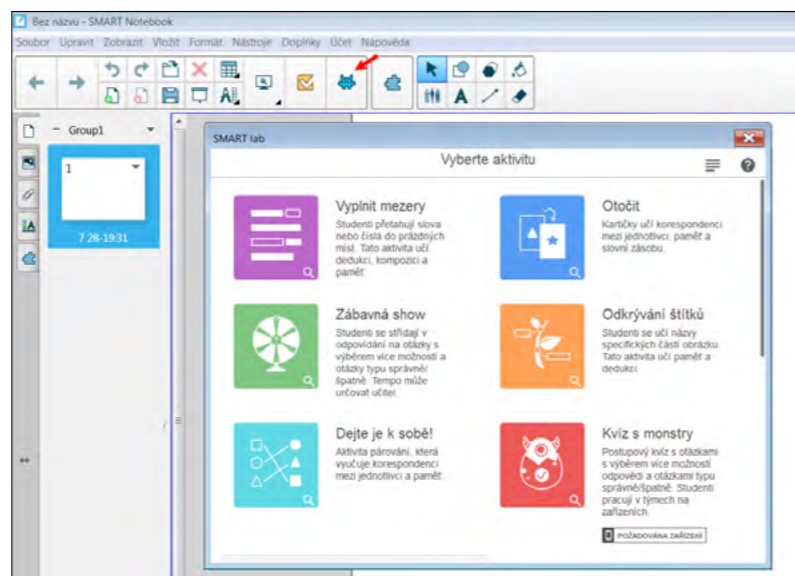 Bez názvu - SMART Notebook
Soubor Upravit Zobrazit Vložit Formát Nástroje Doplňky Účet Nápověda
Group1
1
7 28-19:31
SMART lab
Vyberte aktivitu
Vyplnit mezery
Studenti přetahují slova
nebo čísla do prázdných
míst. Tato aktivita učí
dedukci, kompozici a
paměť.
Otočit
Kartičky učí korespondenci
mezi jednotlivci, paměť a
slovní zásobu.
Zábavná show
Studenti se střídají v
odpovídání na otázky s
výběrem více možností a
otázky typu správně/
špatně. Tempo může
určovat učitel.
Odkrývání štítků
Studenti se učí názvy
specifických částí obrázku.
Tato aktivita učí paměť a
dedukci.
Dejte je k sobě!
Aktivita párování, která
vyučuje korespondenci
mezi jednotlivci a paměť.
Kvíz s monstry
Postupový kvíz s otázkami
s výběrem více možností
odpovědi a otázkami typu
správně/špatně. Studenti
pracují v týmech na
zařízeních.
POŽADOVÁNA ZAŘÍZENÍ